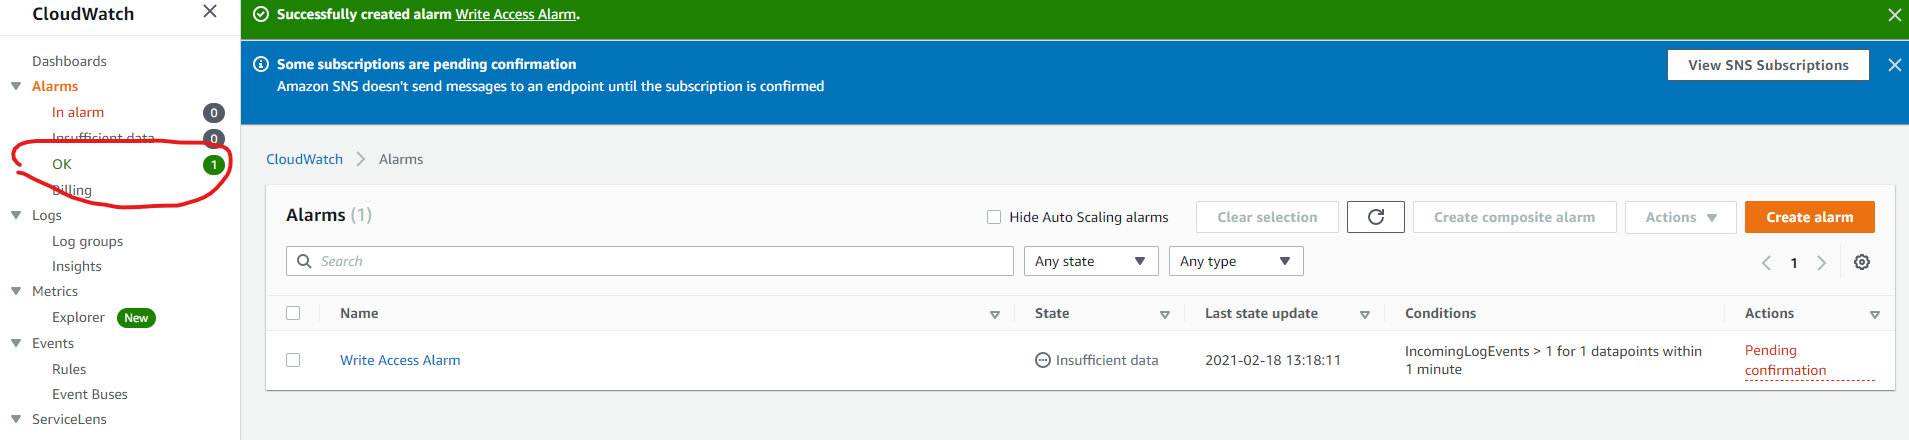 CloudWatch
Dashboards
Alarms
In alarm 0
Insufficient data 0
OK 1
Billing
Logs
Log groups
Insights
Metrics
Explorer New
Events
Rules
Event Buses
ServiceLens
Successfully created alarm Write Access Alarm.
Some subscriptions are pending confirmation
Amazon SNS doesn't send messages to an endpoint until the subscription is confirmed
View SNS Subscriptions
CloudWatch Alarms
Alarms (1)
Hide Auto Scaling alarms
Clear selection
Create composite alarm
Actions
Create alarm
Search
Any state
Any type
1
Name State Last state update Conditions Actions
Write Access Alarm Insufficient data 2021-02-18 13:18:11
IncomingLogEvents > 1 for 1 datapoints within
1 minute
Pending
confirmation